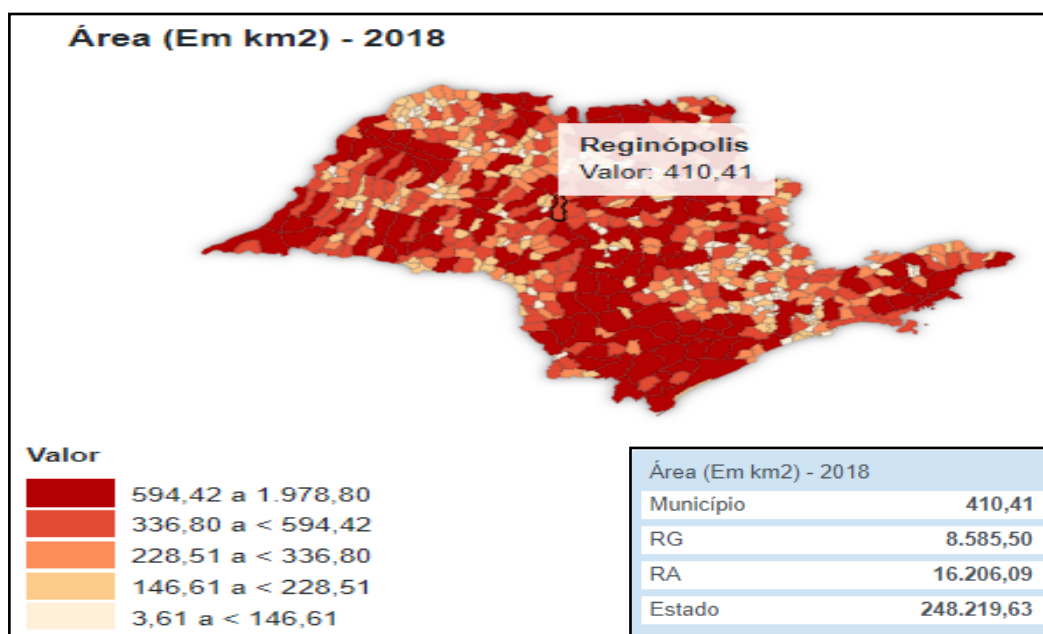 Área (Em km2) - 2018
Reginópolis
Valor: 410,41
Valor
594,42 a 1.978,80
336,80 a < 594,42
228,51 a < 336,80
146,61 a < 228,51
3,61 a < 146,61
Área (Em km2) - 2018
Município 410,41
RG 8.585,50
RA 16.206,09
Estado 248.219,63